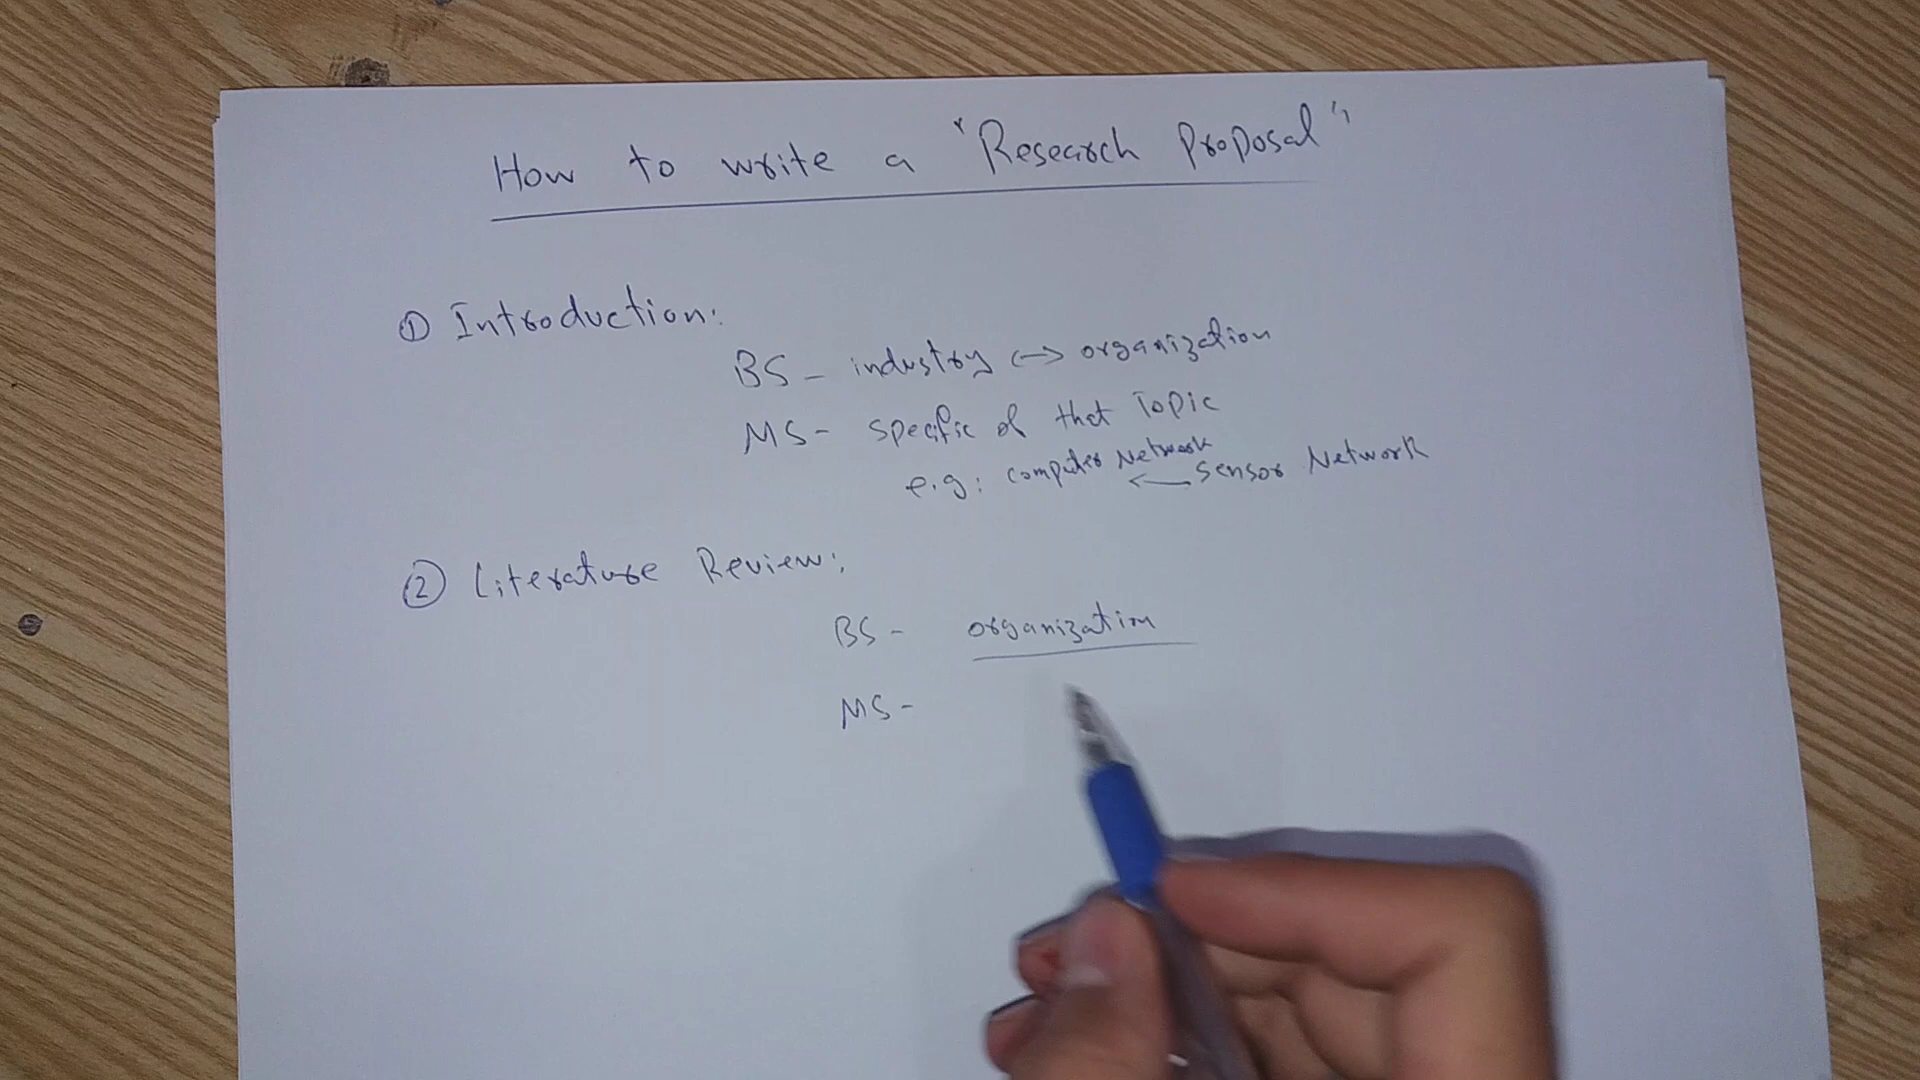 How to write a "Research Proposal"
① Introduction:
BS - industry <-> organization
MS - specific of that Topic
e.g: computer Network <- Sensor Network
② Literature Review:
BS - organization
MS -